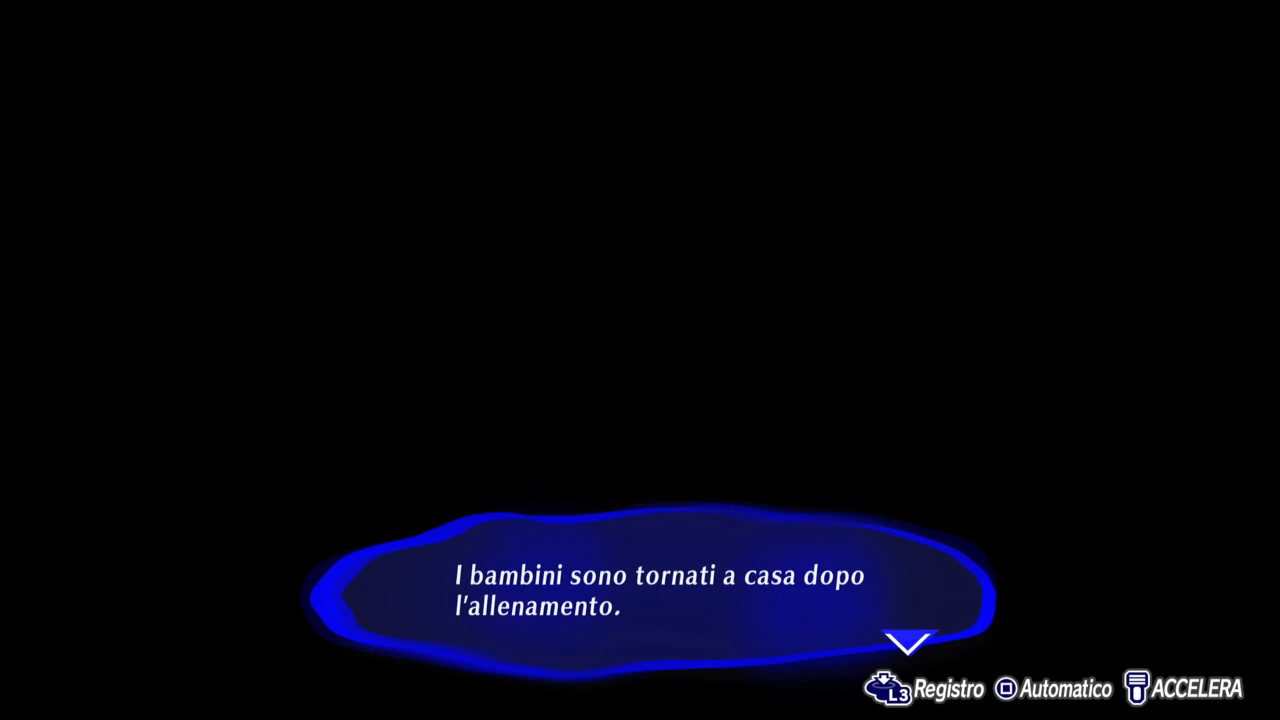 I bambini sono tornati a casa dopo
l'allenamento.
L3 Registro Automatico ACCELERA